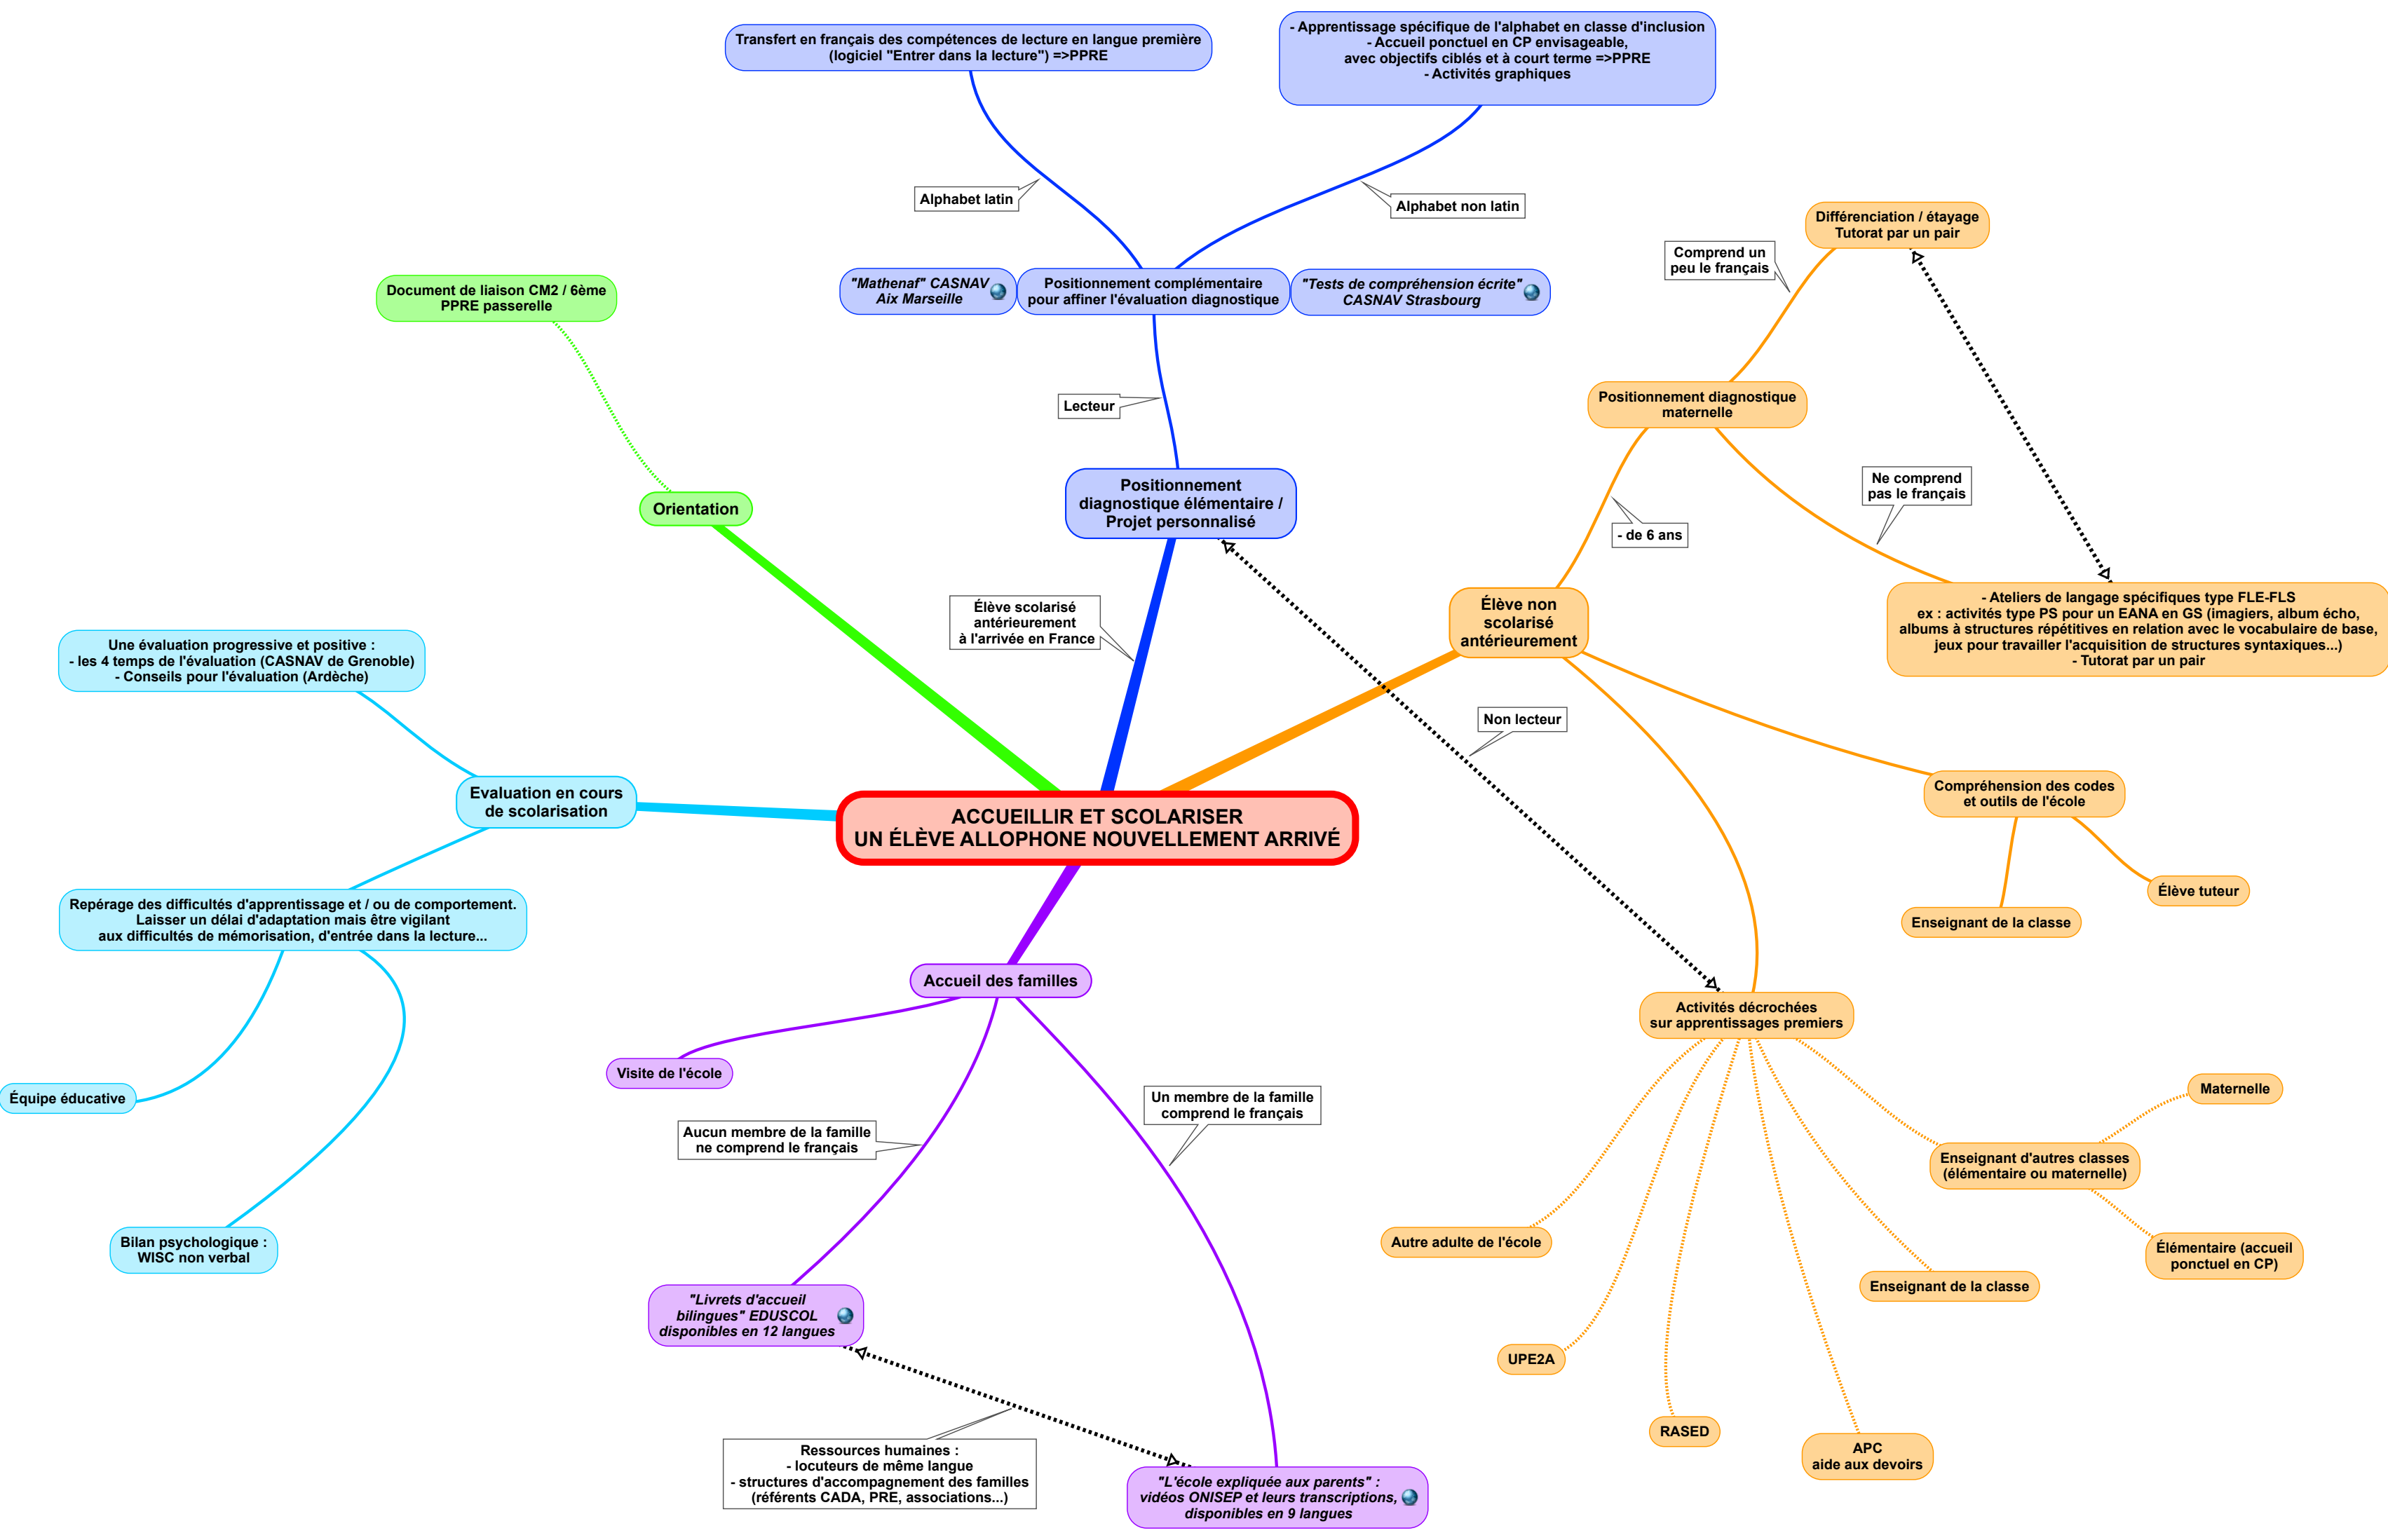 Transfert en français des compétences de lecture en langue première
(logiciel "Entrer dans la lecture") =>PPRE
- Apprentissage spécifique de l'alphabet en classe d'inclusion
- Accueil ponctuel en CP envisageable,
avec objectifs ciblés et à court terme =>PPRE
- Activités graphiques
Alphabet latin
Alphabet non latin
"Mathenaf" CASNAV
Aix Marseille
Positionnement complémentaire
pour affiner l'évaluation diagnostique
"Tests de compréhension écrite"
CASNAV Strasbourg
Lecteur
Positionnement
diagnostique élémentaire /
Projet personnalisé
Élève scolarisé
antérieurement
à l'arrivée en France
Document de liaison CM2 / 6ème
PPRE passerelle
Orientation
Différenciation / étayage
Tutorat par un pair
Comprend un
peu le français
Positionnement diagnostique
maternelle
Ne comprend
pas le français
- de 6 ans
- Ateliers de langage spécifiques type FLE-FLS
ex : activités type PS pour un EANA en GS (imagiers, album écho,
albums à structures répétitives en relation avec le vocabulaire de base,
jeux pour travailler l'acquisition de structures syntaxiques...)
- Tutorat par un pair
Élève non
scolarisé
antérieurement
Non lecteur
Compréhension des codes
et outils de l'école
Élève tuteur
Enseignant de la classe
Une évaluation progressive et positive :
- les 4 temps de l'évaluation (CASNAV de Grenoble)
- Conseils pour l'évaluation (Ardèche)
Evaluation en cours
de scolarisation
ACCUEILLIR ET SCOLARISER
UN ÉLÈVE ALLOPHONE NOUVELLEMENT ARRIVÉ
Repérage des difficultés d'apprentissage et / ou de comportement.
Laisser un délai d'adaptation mais être vigilant
aux difficultés de mémorisation, d'entrée dans la lecture...
Équipe éducative
Bilan psychologique :
WISC non verbal
Accueil des familles
Visite de l'école
Aucun membre de la famille
ne comprend le français
Un membre de la famille
comprend le français
"Livrets d'accueil
bilingues" EDUSCOL
disponibles en 12 langues
Ressources humaines :
- locuteurs de même langue
- structures d'accompagnement des familles
(référents CADA, PRE, associations...)
"L'école expliquée aux parents" :
vidéos ONISEP et leurs transcriptions,
disponibles en 9 langues
Activités décrochées
sur apprentissages premiers
Maternelle
Enseignant d'autres classes
(élémentaire ou maternelle)
Élémentaire (accueil
ponctuel en CP)
Autre adulte de l'école
Enseignant de la classe
UPE2A
RASED
APC
aide aux devoirs